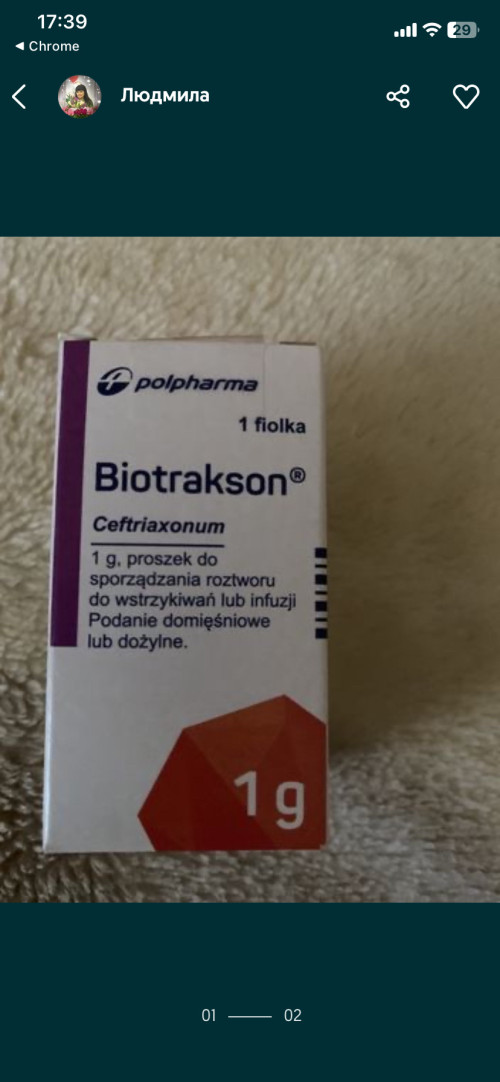 17:39
29
◀ Chrome
Людмила
polpharma
1 fiolka
Biotrakson®
Ceftriaxonum
1 g, proszek do
sporządzania roztworu
do wstrzykiwań lub infuzji
Podanie domięśniowe
lub dożylne.
1 g
01 02